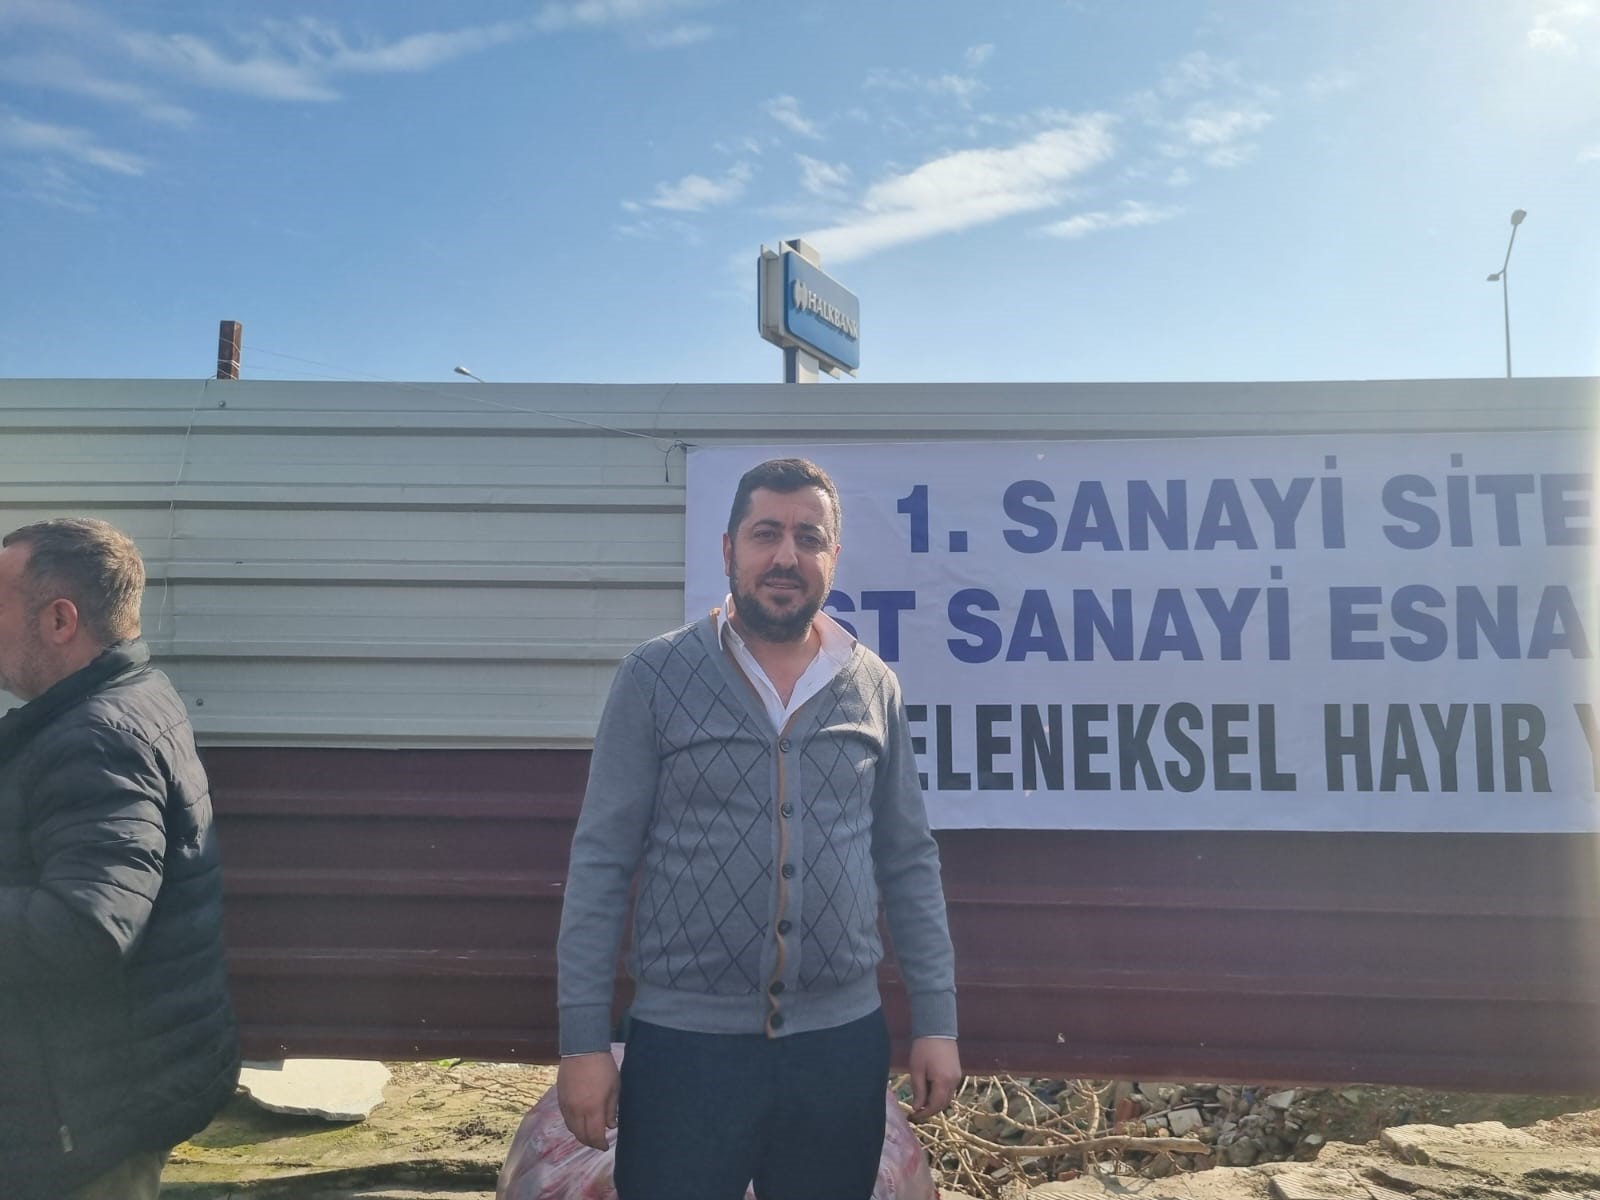 HALKBANK
1. SANAYİ SİTE
ST SANAYİ ESNA
ELENEKSEL HAYIR Y